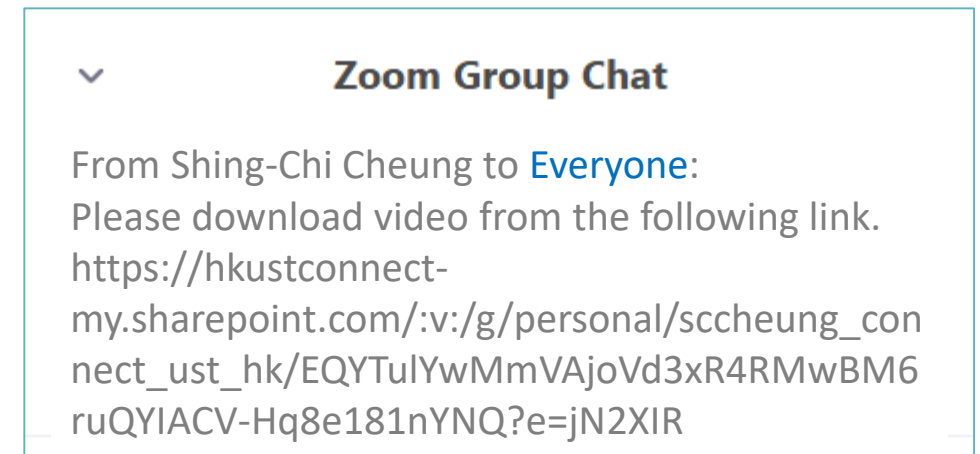 Zoom Group Chat
From Shing-Chi Cheung to Everyone:
Please download video from the following link.
https://hkustconnect-
my.sharepoint.com/:v:/g/personal/sccheung_con
nect_ust_hk/EQYTulYwMmVAjoVd3xR4RMwBM6
ruQYIACV-Hq8e181nYNQ?e=jN2XIR